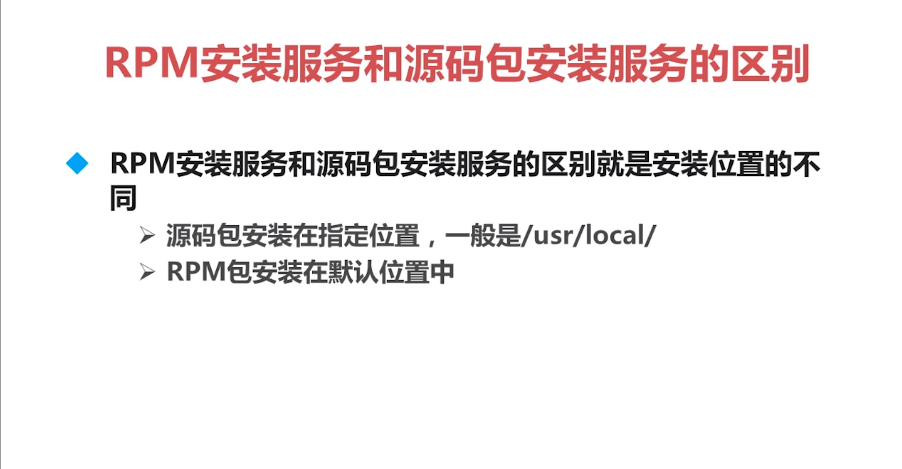 RPM安装服务和源码包安装服务的区别
RPM安装服务和源码包安装服务的区别就是安装位置的不
同
源码包安装在指定位置，一般是/usr/local/
RPM包安装在默认位置中